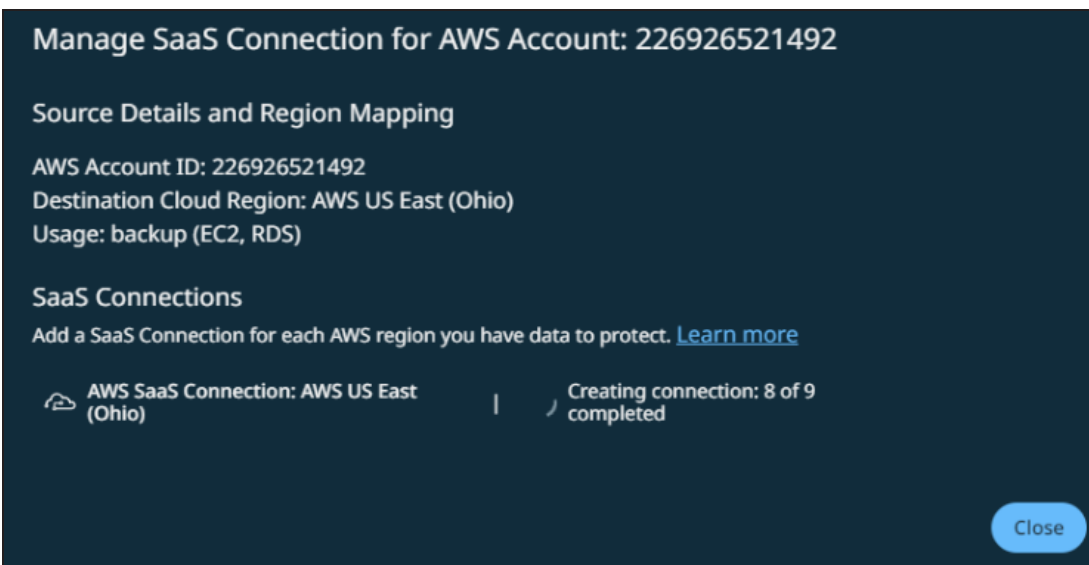 Manage SaaS Connection for AWS Account: 226926521492
Source Details and Region Mapping
AWS Account ID: 226926521492
Destination Cloud Region: AWS US East (Ohio)
Usage: backup (EC2, RDS)
SaaS Connections
Add a SaaS Connection for each AWS region you have data to protect. Learn more
AWS SaaS Connection: AWS US East
(Ohio)
Creating connection: 8 of 9
completed
Close